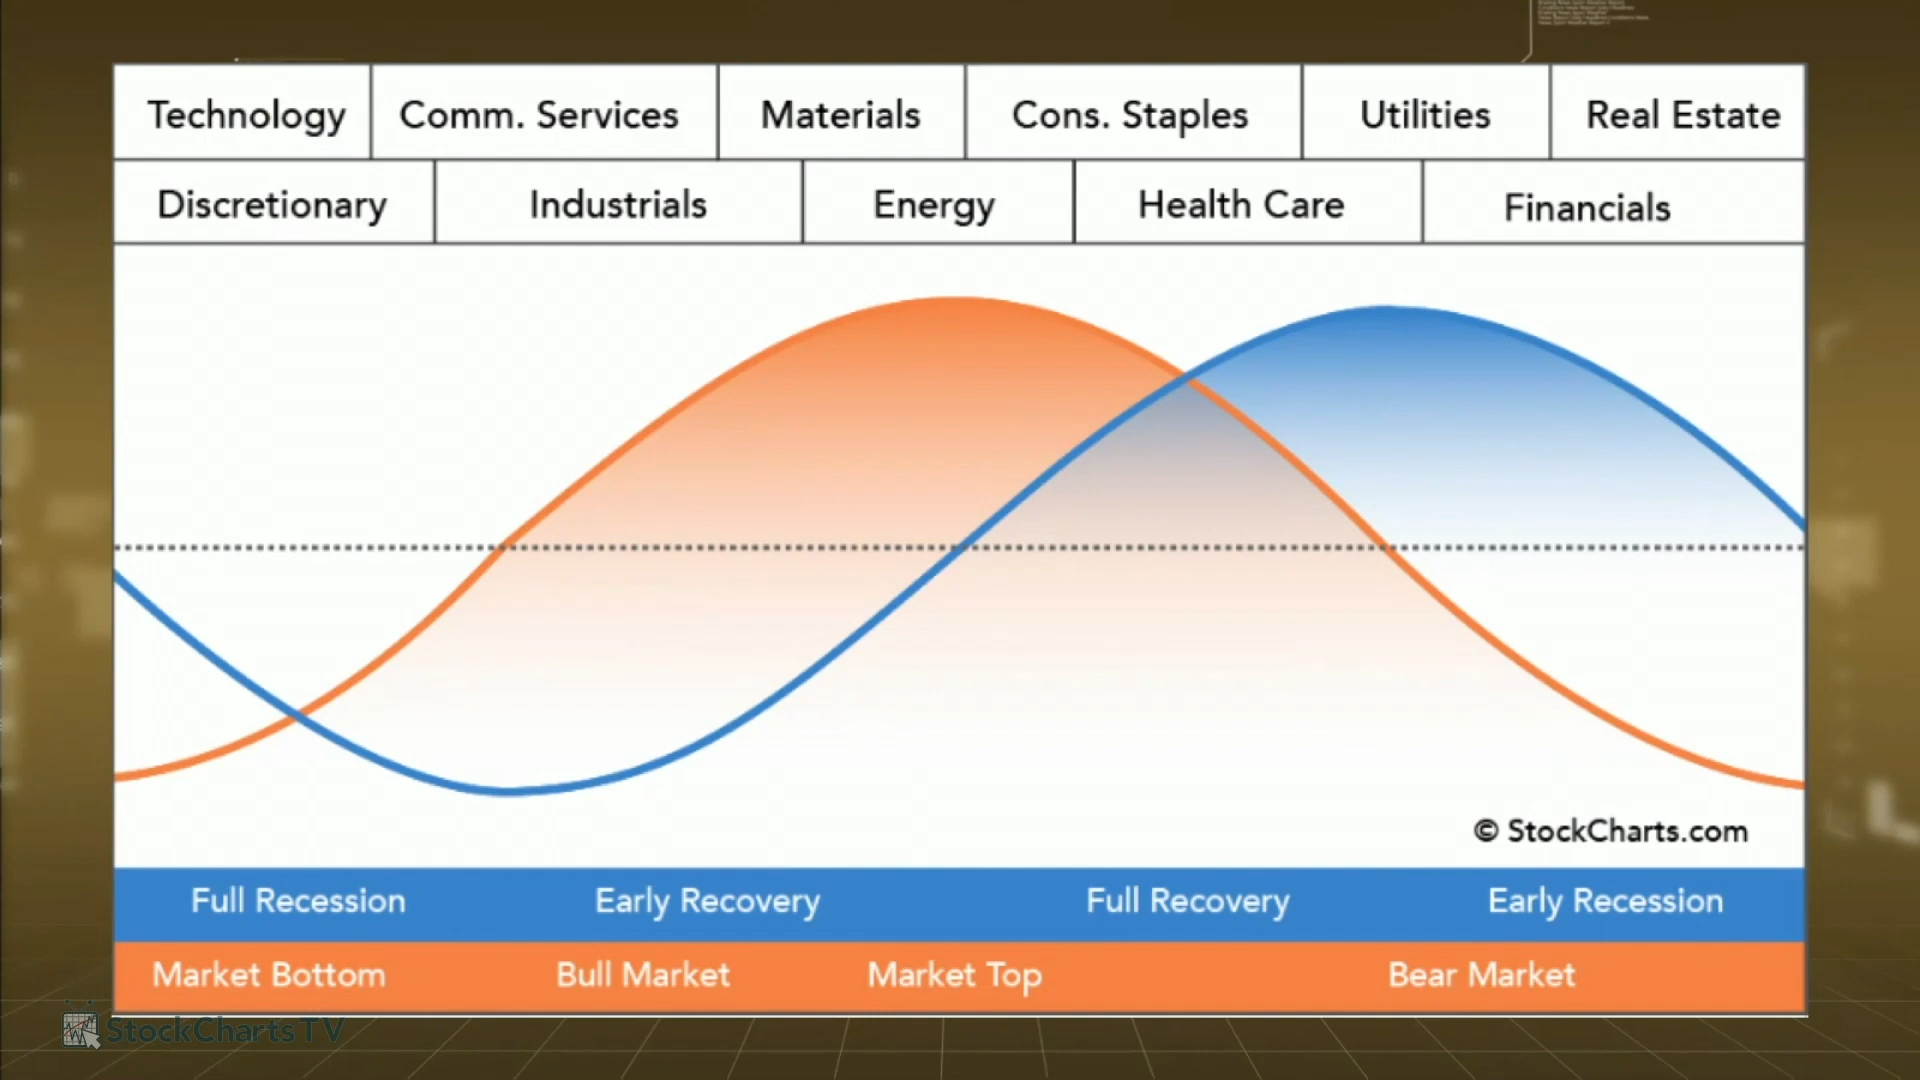 Technology Comm. Services Materials Cons. Staples Utilities Real Estate
Discretionary Industrials Energy Health Care Financials
© StockCharts.com
Full Recession Early Recovery Full Recovery Early Recession
Market Bottom Bull Market Market Top Bear Market
StockCharts TV